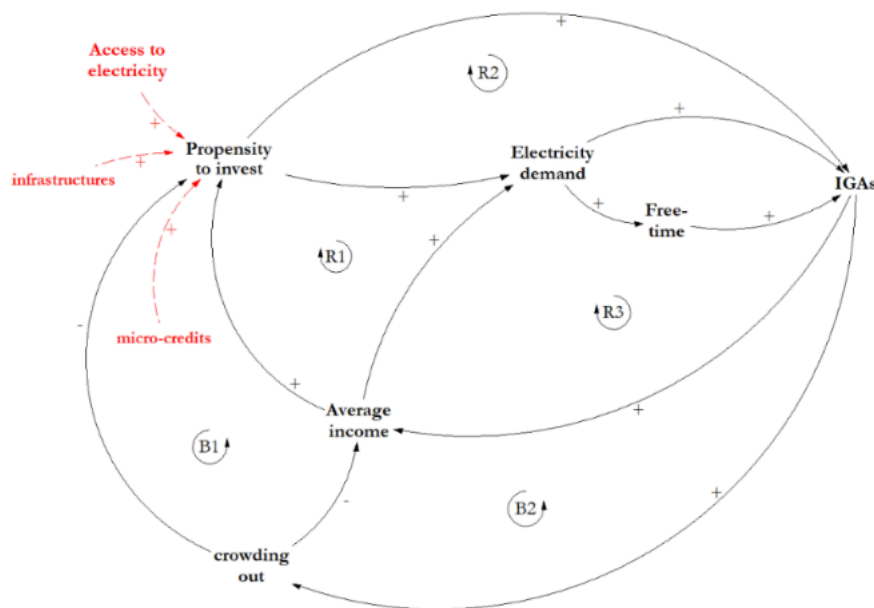 +
Access to
electricity
R2
+
+
Propensity
to invest
+
Electricity
demand
infrastructures
IGAs
+
+
+
Free-
time
+
+
+
R1
R3
-
micro-credits
+
Average
income
+
B1
+
-
B2
crowding
out